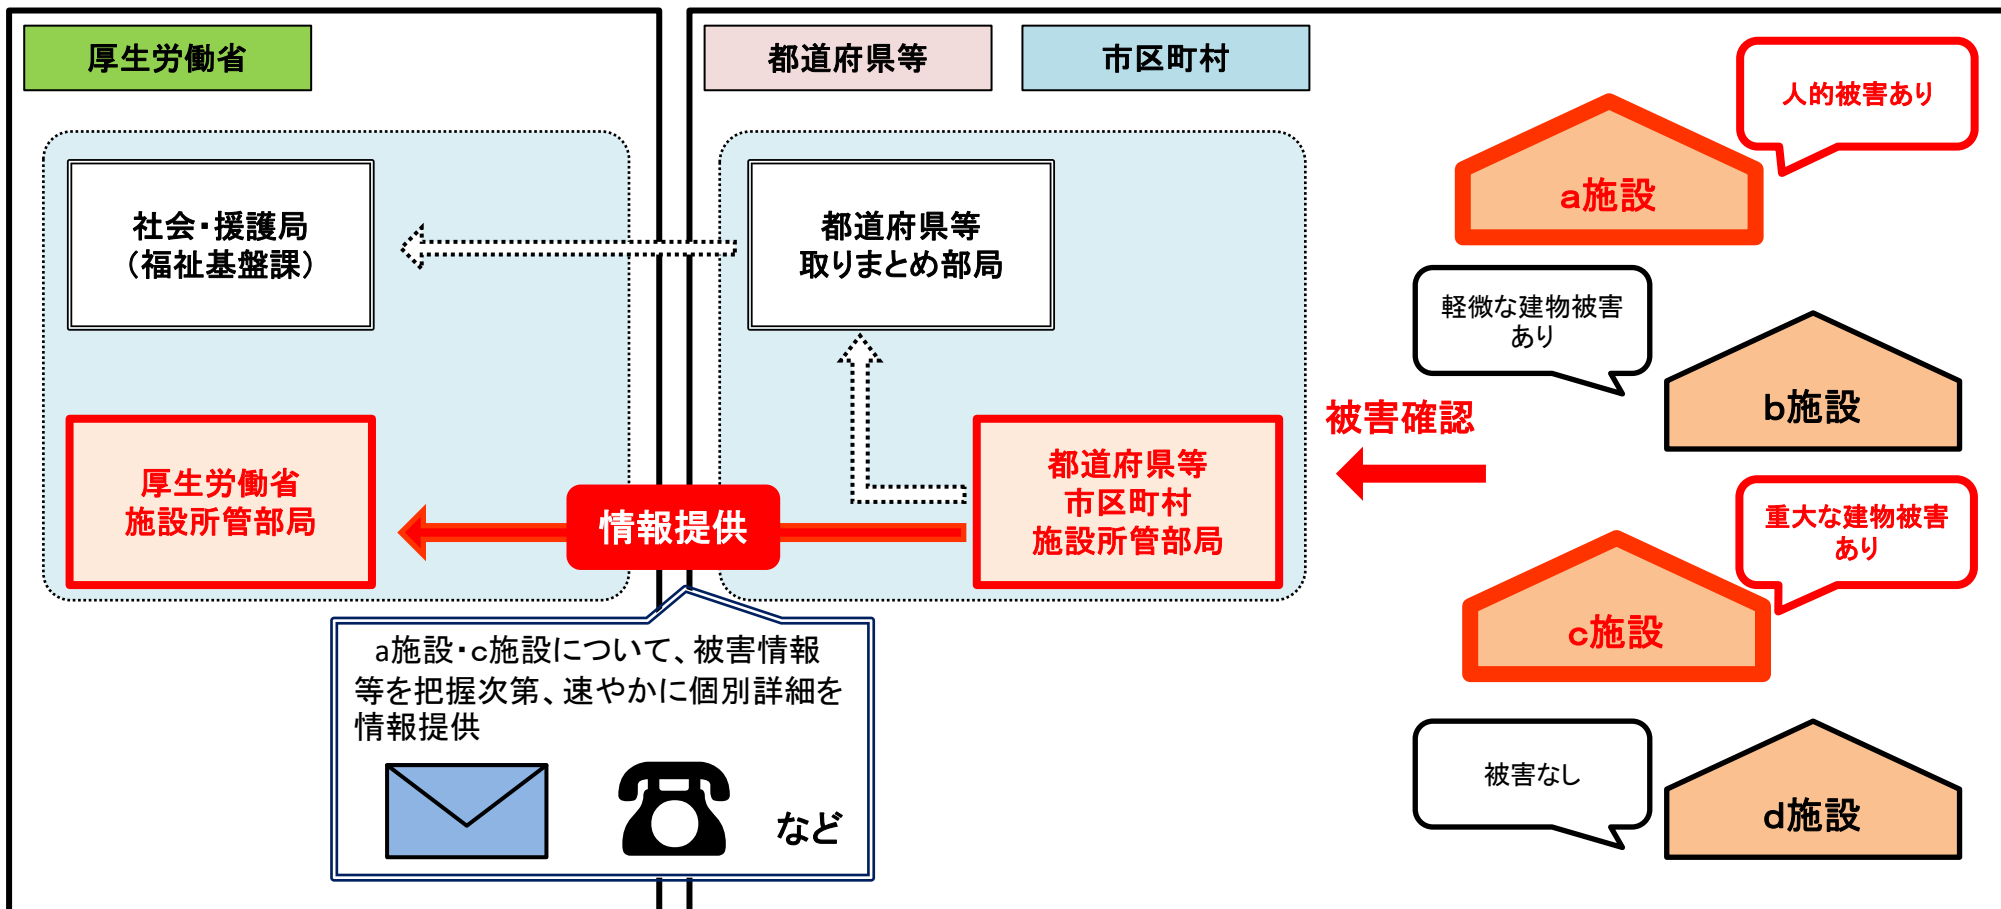 厚生労働省
都道府県等
市区町村
社会・援護局
（福祉基盤課）
都道府県等
取りまとめ部局
厚生労働省
施設所管部局
情報提供
都道府県等
市区町村
施設所管部局
被害確認
人的被害あり
a施設
軽微な建物被害
あり
b施設
重大な建物被害
あり
c施設
被害なし
d施設
a施設・c施設について、被害情報
等を把握次第、速やかに個別詳細を
情報提供
など